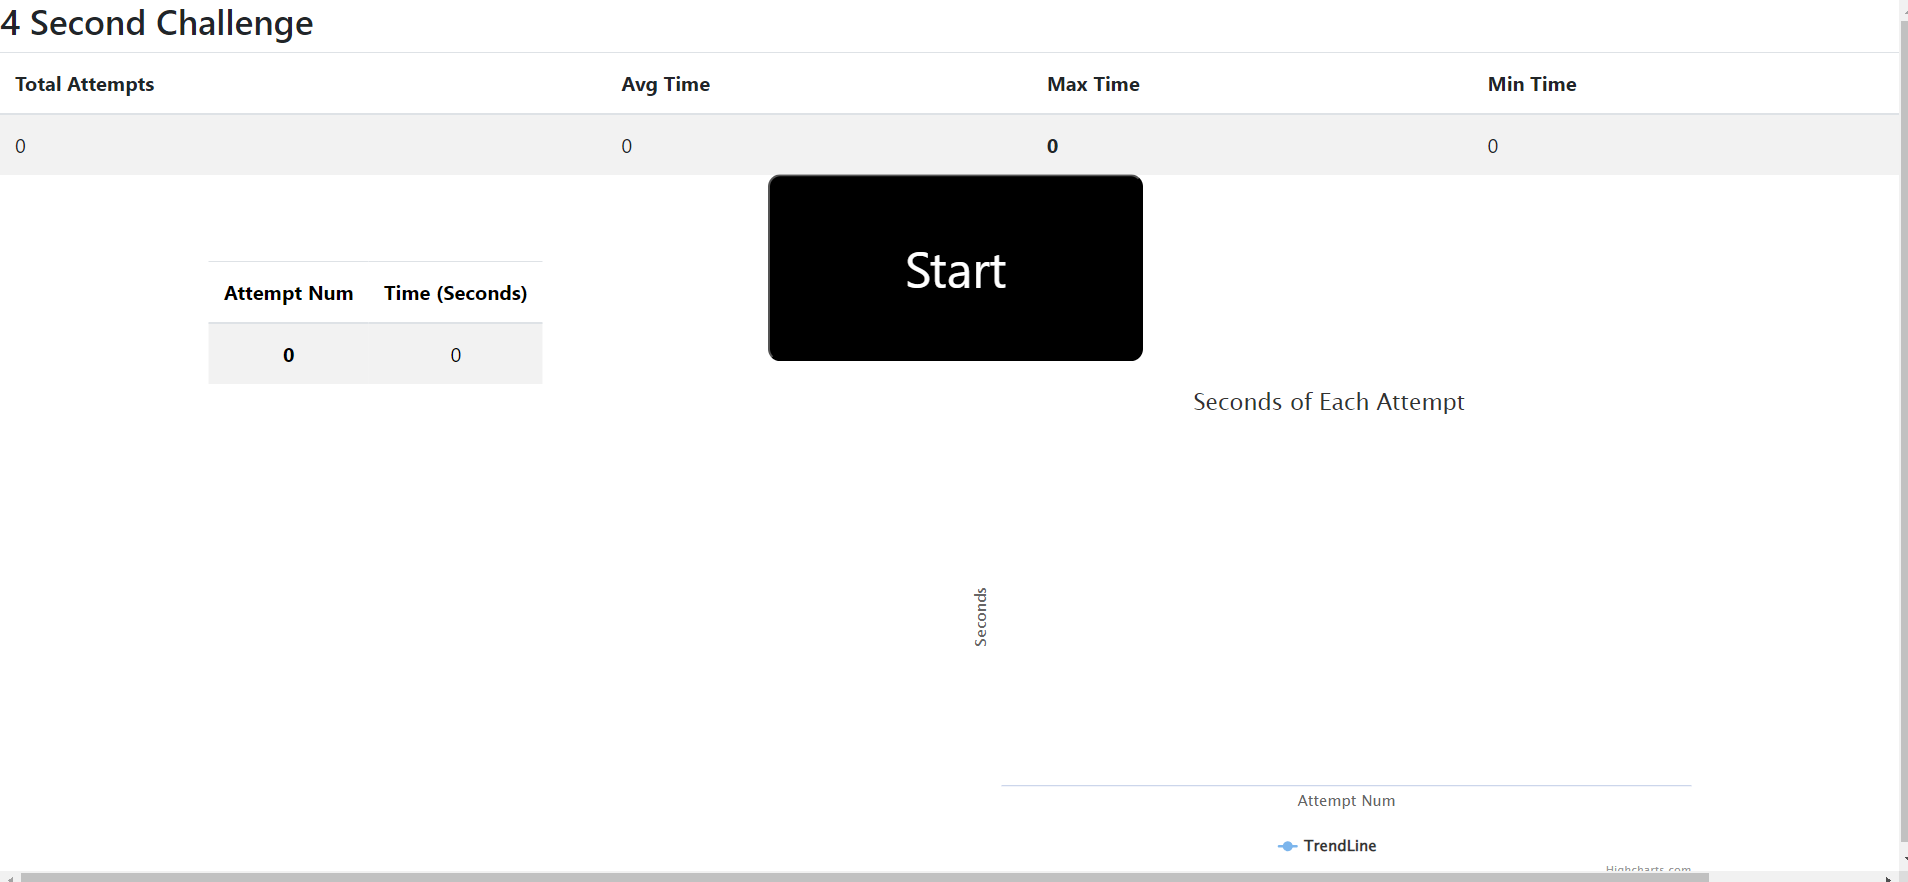 4 Second Challenge
Total Attempts Avg Time Max Time Min Time
0 0 0 0
Start
Attempt Num Time (Seconds)
0 0
Seconds of Each Attempt
Seconds
Attempt Num
TrendLine
Highcharts.com